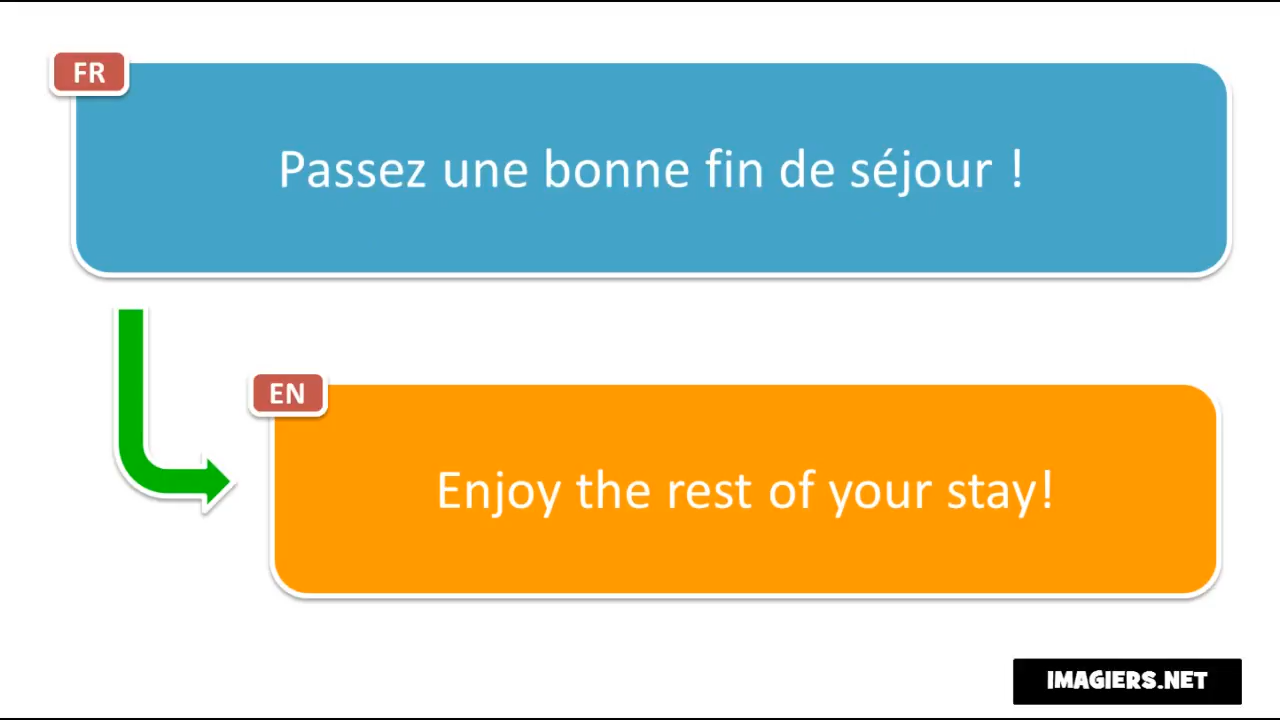 FR
Passez une bonne fin de séjour !
EN
Enjoy the rest of your stay!
IMAGIERS.NET